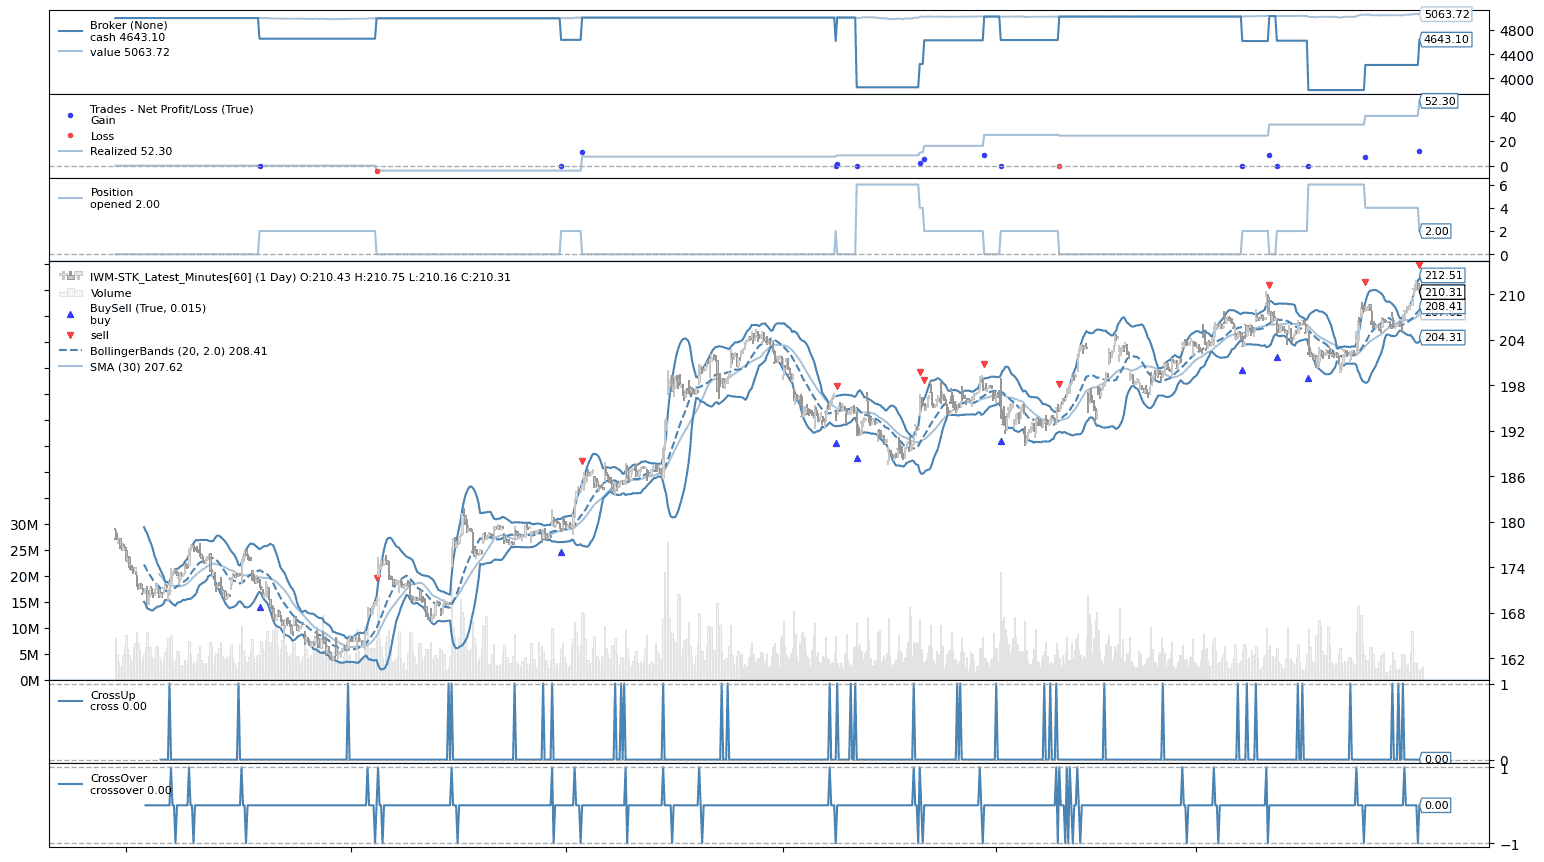 Broker (None)
cash 4643.10
value 5063.72
5063.72
4800
4643.10
4400
4000
Trades - Net Profit/Loss (True)
Gain
Loss
Realized 52.30
52.30
40
20
0
Position
opened 2.00
6
4
2.00
2
0
IWM-STK_Latest_Minutes[60] (1 Day) O:210.43 H:210.75 L:210.16 C:210.31
Volume
BuySell (True, 0.015)
buy
sell
BollingerBands (20, 2.0) 208.41
SMA (30) 207.62
212.51
210.31
210
208.41
204.31
204
198
192
186
180
174
168
162
30M
25M
20M
15M
10M
5M
0M
CrossUp
cross 0.00
1
0.00
0
CrossOver
crossover 0.00
1
0.00
−1